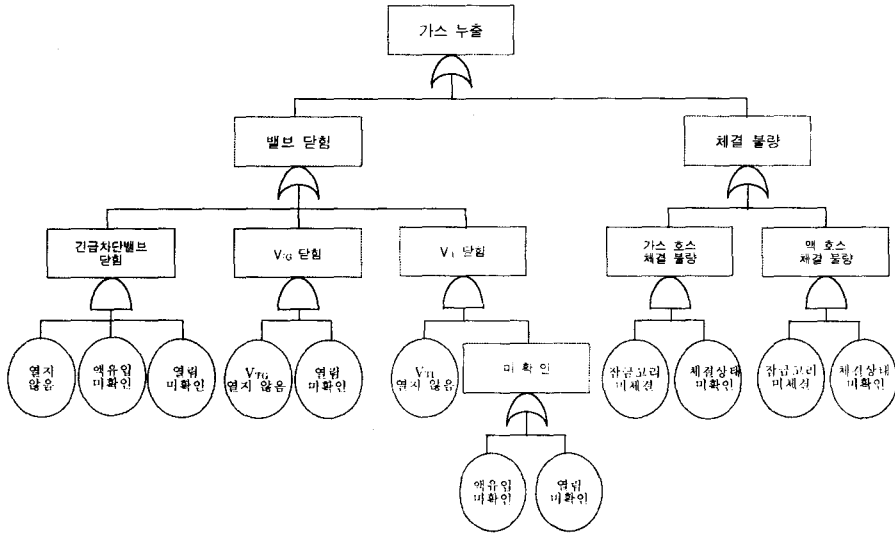 가스 누출
밸브 닫힘
체결 불량
긴급차단밸브
닫힘
닫힘
닫힘
가스 호스
체결 불량
액 호스
체결 불량
열지
않음
액유입
미확인
열림
미확인
열지 않음
열림
미확인
열지 않음
미 확 인
잠금고리
미체결
체결상태
미확인
잠금고리
미체결
체결상태
미확인
액유입
미확인
열림
미확인